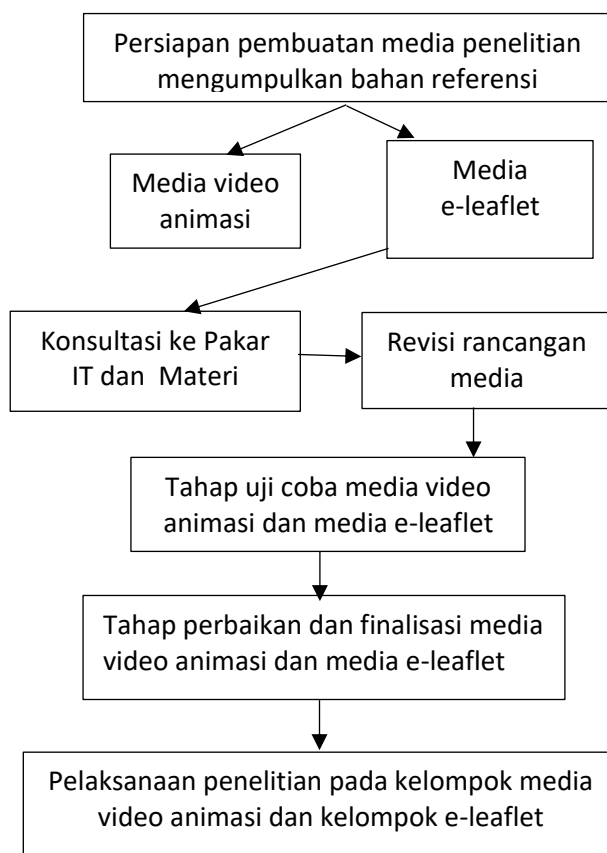 Persiapan pembuatan media penelitian
mengumpulkan bahan referensi
Media video
animasi
Media
e-leaflet
Konsultasi ke Pakar
IT dan Materi
Revisi rancangan
media
Tahap uji coba media video
animasi dan media e-leaflet
Tahap perbaikan dan finalisasi media
video animasi dan media e-leaflet
Pelaksanaan penelitian pada kelompok media
video animasi dan kelompok e-leaflet